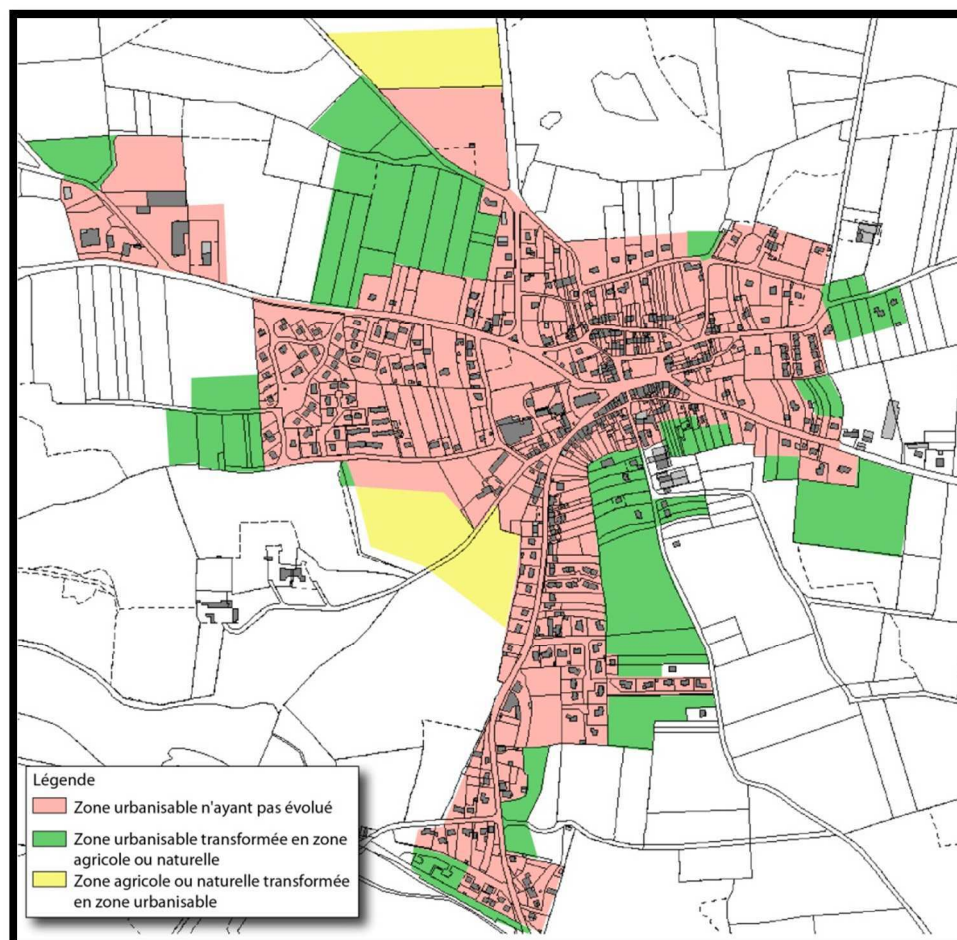 Légende
Zone urbanisable n'ayant pas évolué
Zone urbanisable transformée en zone
agricole ou naturelle
Zone agricole ou naturelle transformée
en zone urbanisable